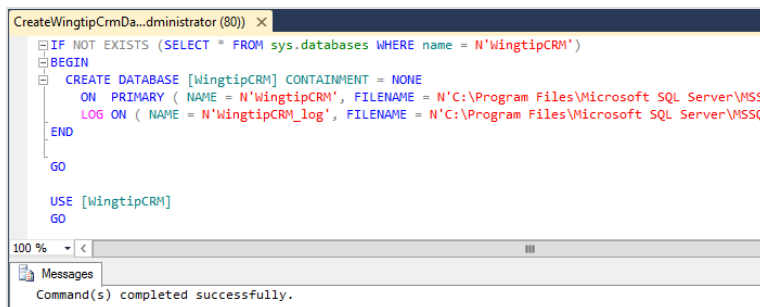 CreateWingtipCrmDa...dministrator (80))
IF NOT EXISTS (SELECT * FROM sys.databases WHERE name = N'WingtipCRM')
BEGIN
CREATE DATABASE [WingtipCRM] CONTAINMENT = NONE
ON PRIMARY ( NAME = N'WingtipCRM', FILENAME = N'C:\Program Files\Microsoft SQL Server\MSS
LOG ON ( NAME = N'WingtipCRM_log', FILENAME = N'C:\Program Files\Microsoft SQL Server\MSSQ
END
GO
USE [WingtipCRM]
GO
100 %
Messages
Command(s) completed successfully.